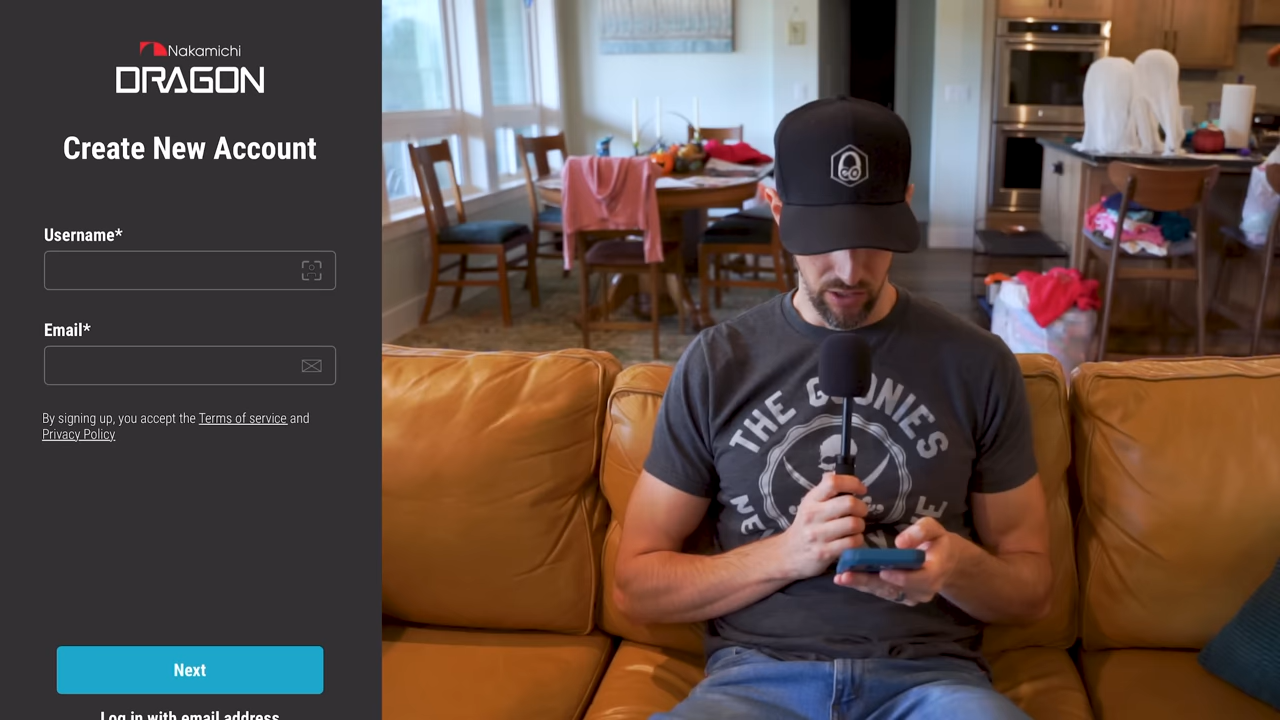 Nakamichi
DRAGON
Create New Account
Username*
Email*
By signing up, you accept the Terms of service and
Privacy Policy
Next
Log in with email address
THE GOONIES